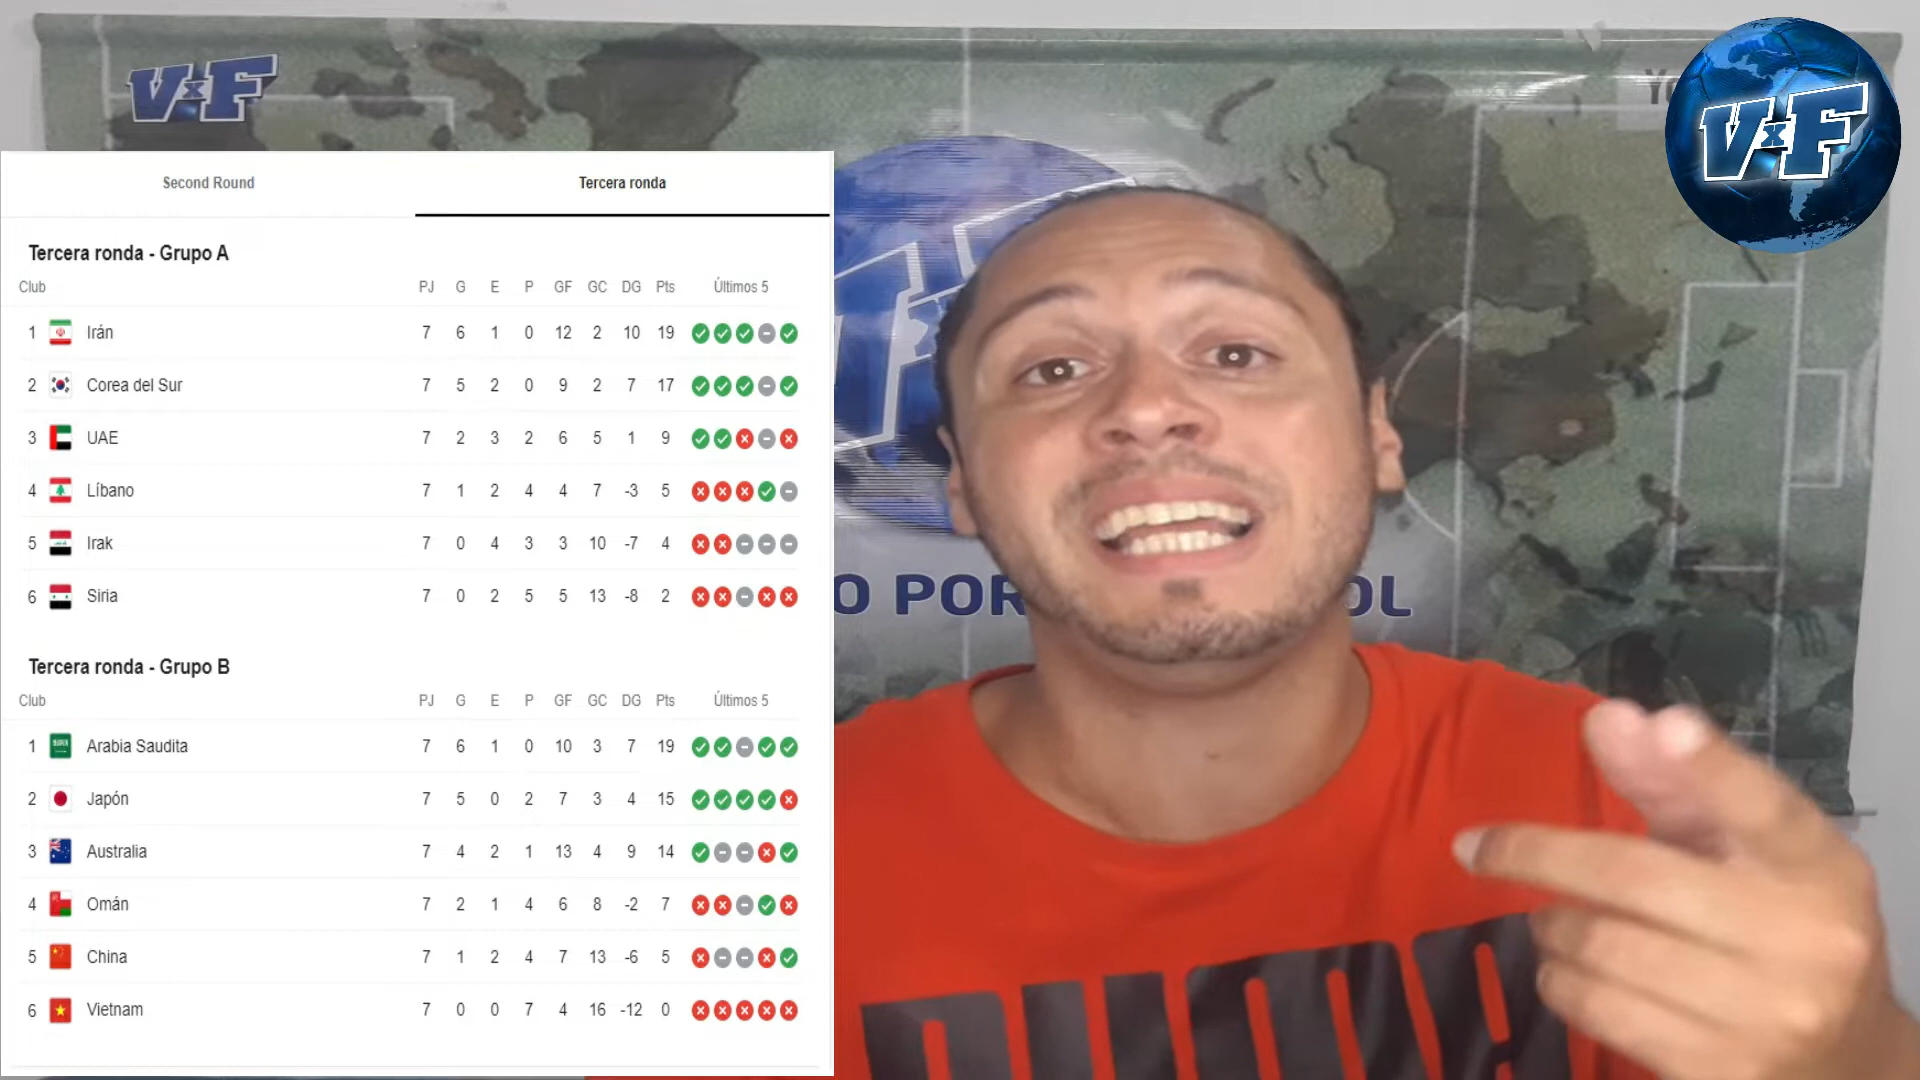 VxF
VxF
Second Round Tercera ronda
Tercera ronda - Grupo A
Club PJ G E P GF GC DG Pts Últimos 5
1 Irán 7 6 1 0 12 2 10 19
2 Corea del Sur 7 5 2 0 9 2 7 17
3 UAE 7 2 3 2 6 5 1 9
4 Líbano 7 1 2 4 4 7 -3 5
5 Irak 7 0 4 3 3 10 -7 4
6 Siria 7 0 2 5 5 13 -8 2
Tercera ronda - Grupo B
Club PJ G E P GF GC DG Pts Últimos 5
1 Arabia Saudita 7 6 1 0 10 3 7 19
2 Japón 7 5 0 2 7 3 4 15
3 Australia 7 4 2 1 13 4 9 14
4 Omán 7 2 1 4 6 8 -2 7
5 China 7 1 2 4 7 13 -6 5
6 Vietnam 7 0 0 7 4 16 -12 0
O POR OL
PUMA